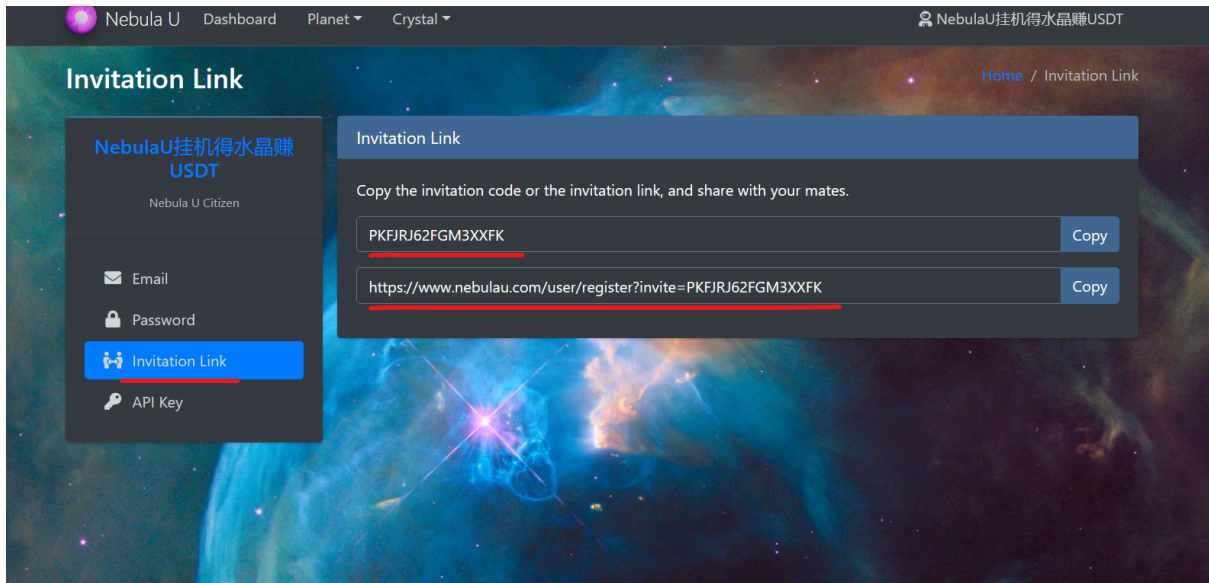 Nebula U Dashboard Planet Crystal NebulaU挂机得水晶赚USDT
Invitation Link
Home / Invitation Link
NebulaU挂机得水晶赚
USDT
Nebula U Citizen
Email
Password
Invitation Link
API Key
Invitation Link
Copy the invitation code or the invitation link, and share with your mates.
PKFJRJ62FGM3XXFK Copy
https://www.nebulau.com/user/register?invite=PKFJRJ62FGM3XXFK Copy